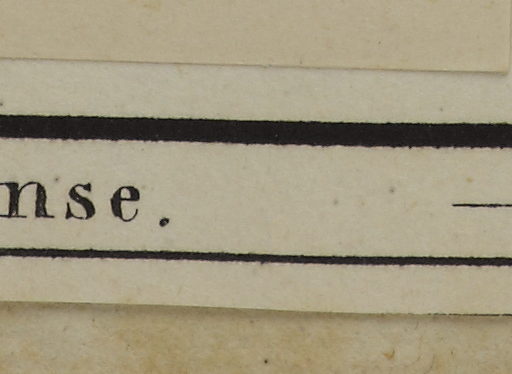 nse. —